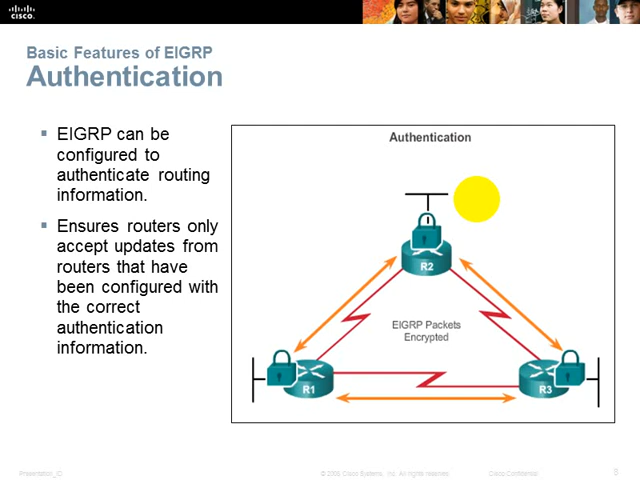 CISCO.
Basic Features of EIGRP
Authentication
▪ EIGRP can be
configured to
authenticate routing
information.
▪ Ensures routers only
accept updates from
routers that have
been configured with
the correct
authentication
information.
Authentication
R2
EIGRP Packets
Encrypted
R1
R3
Presentation_ID
© 2008 Cisco Systems, Inc. All rights reserved.
Cisco Confidential